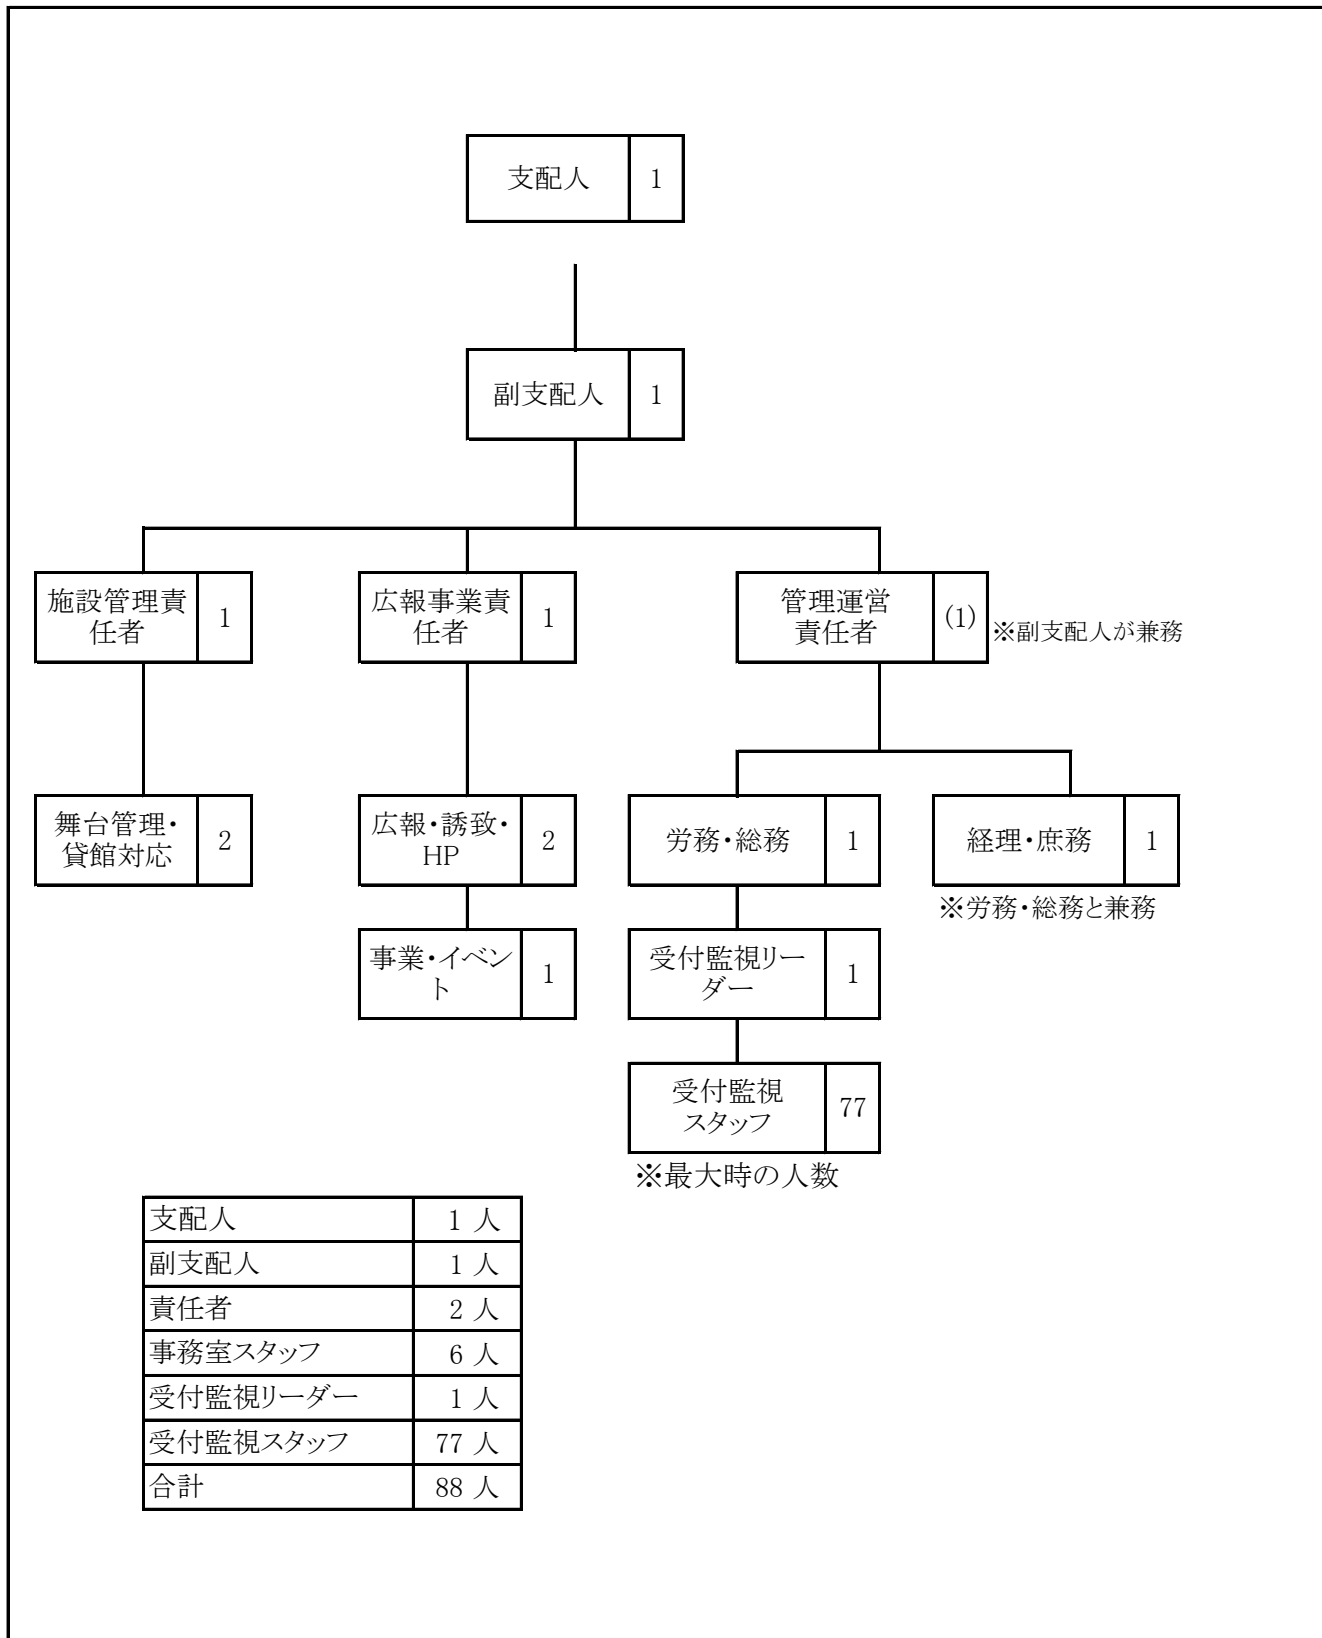 支配人 1
副支配人 1
施設管理責
任者 1
広報事業責
任者 1
管理運営
責任者 (1)
※副支配人が兼務
舞台管理・
貸館対応 2
広報・誘致・
HP 2
労務・総務 1
経理・庶務 1
※労務・総務と兼務
事業・イベン
ト 1
受付監視リー
ダー 1
受付監視
スタッフ 77
※最大時の人数
支配人 1 人
副支配人 1 人
責任者 2 人
事務室スタッフ 6 人
受付監視リーダー 1 人
受付監視スタッフ 77 人
合計 88 人